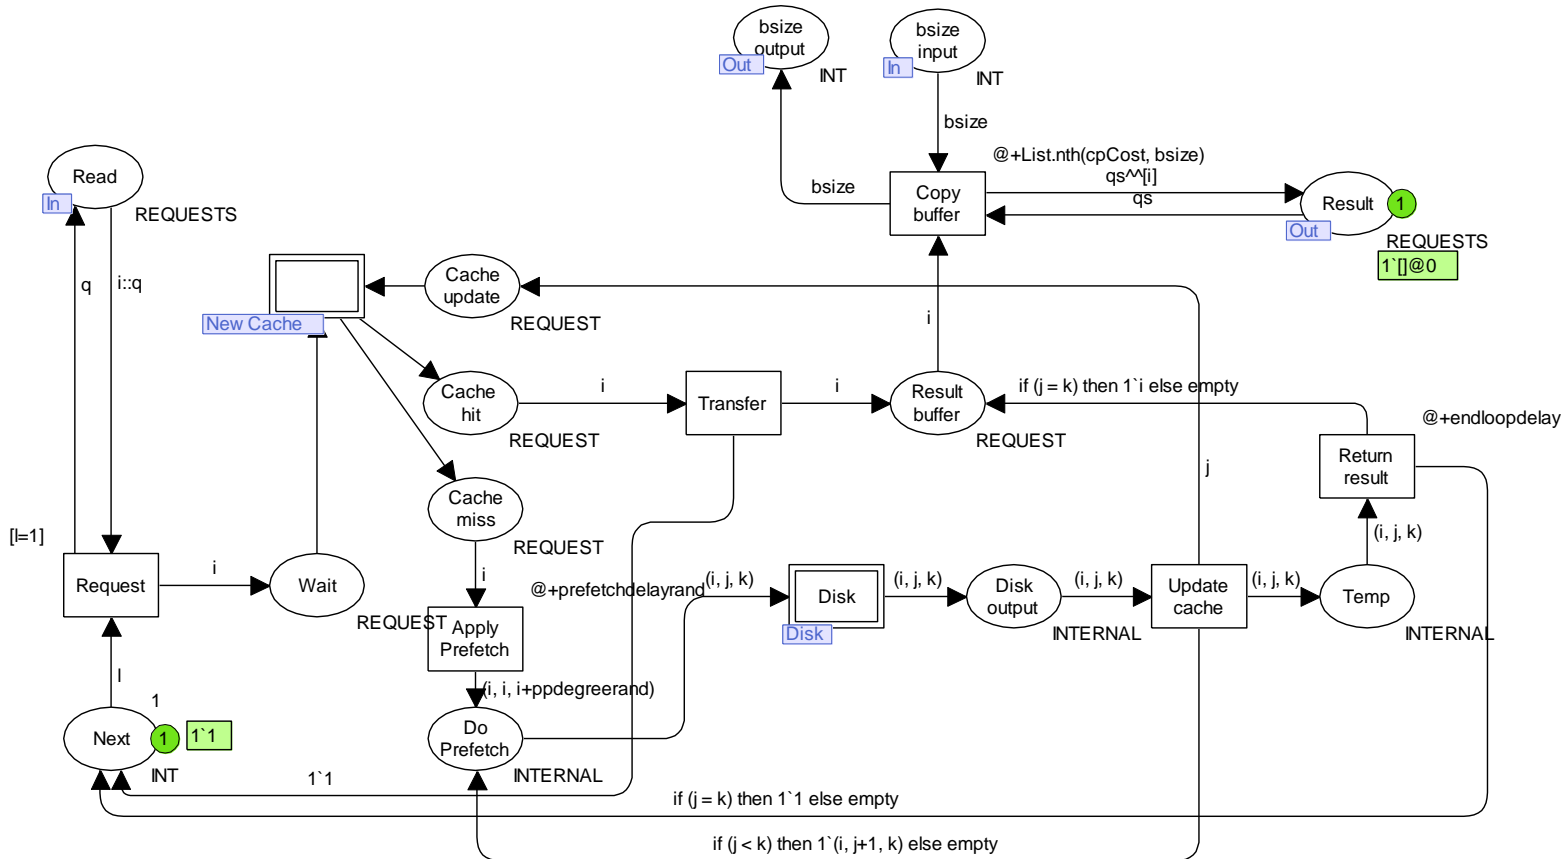 bsize
output
Out
INT
bsize
input
In
INT
bsize
@+List.nth(cpCost, bsize)
qs^^[i]
qs
bsize
Copy
buffer
Result
1
Out
REQUESTS
1`[]@0
Read
In
REQUESTS
q
i::q
New Cache
Cache
update
REQUEST
i
Cache
hit
REQUEST
i
Transfer
i
Result
buffer
REQUEST
if (j = k) then 1`i else empty
@+endloopdelay
Return
result
j
Cache
miss
REQUEST
(i, j, k)
[l=1]
Request
i
Wait
REQUEST
i
@+prefetchdelayrand
(i, j, k)
Disk
Disk
(i, j, k)
Disk
output
INTERNAL
(i, j, k)
Update
cache
(i, j, k)
Temp
INTERNAL
Apply
Prefetch
(i, i, i+ppdegreerand)
l
1
Next
1
1`1
INT
Do
Prefetch
INTERNAL
1`1
if (j = k) then 1`1 else empty
if (j < k) then 1`(i, j+1, k) else empty